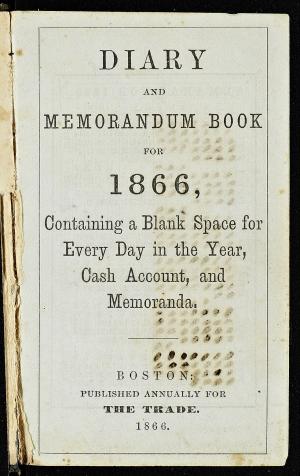 DIARY
AND
MEMORANDUM BOOK
FOR
1866,
Containing a Blank Space for
Every Day in the Year,
Cash Account, and
Memoranda.
BOSTON:
PUBLISHED ANNUALLY FOR
THE TRADE.
1866.